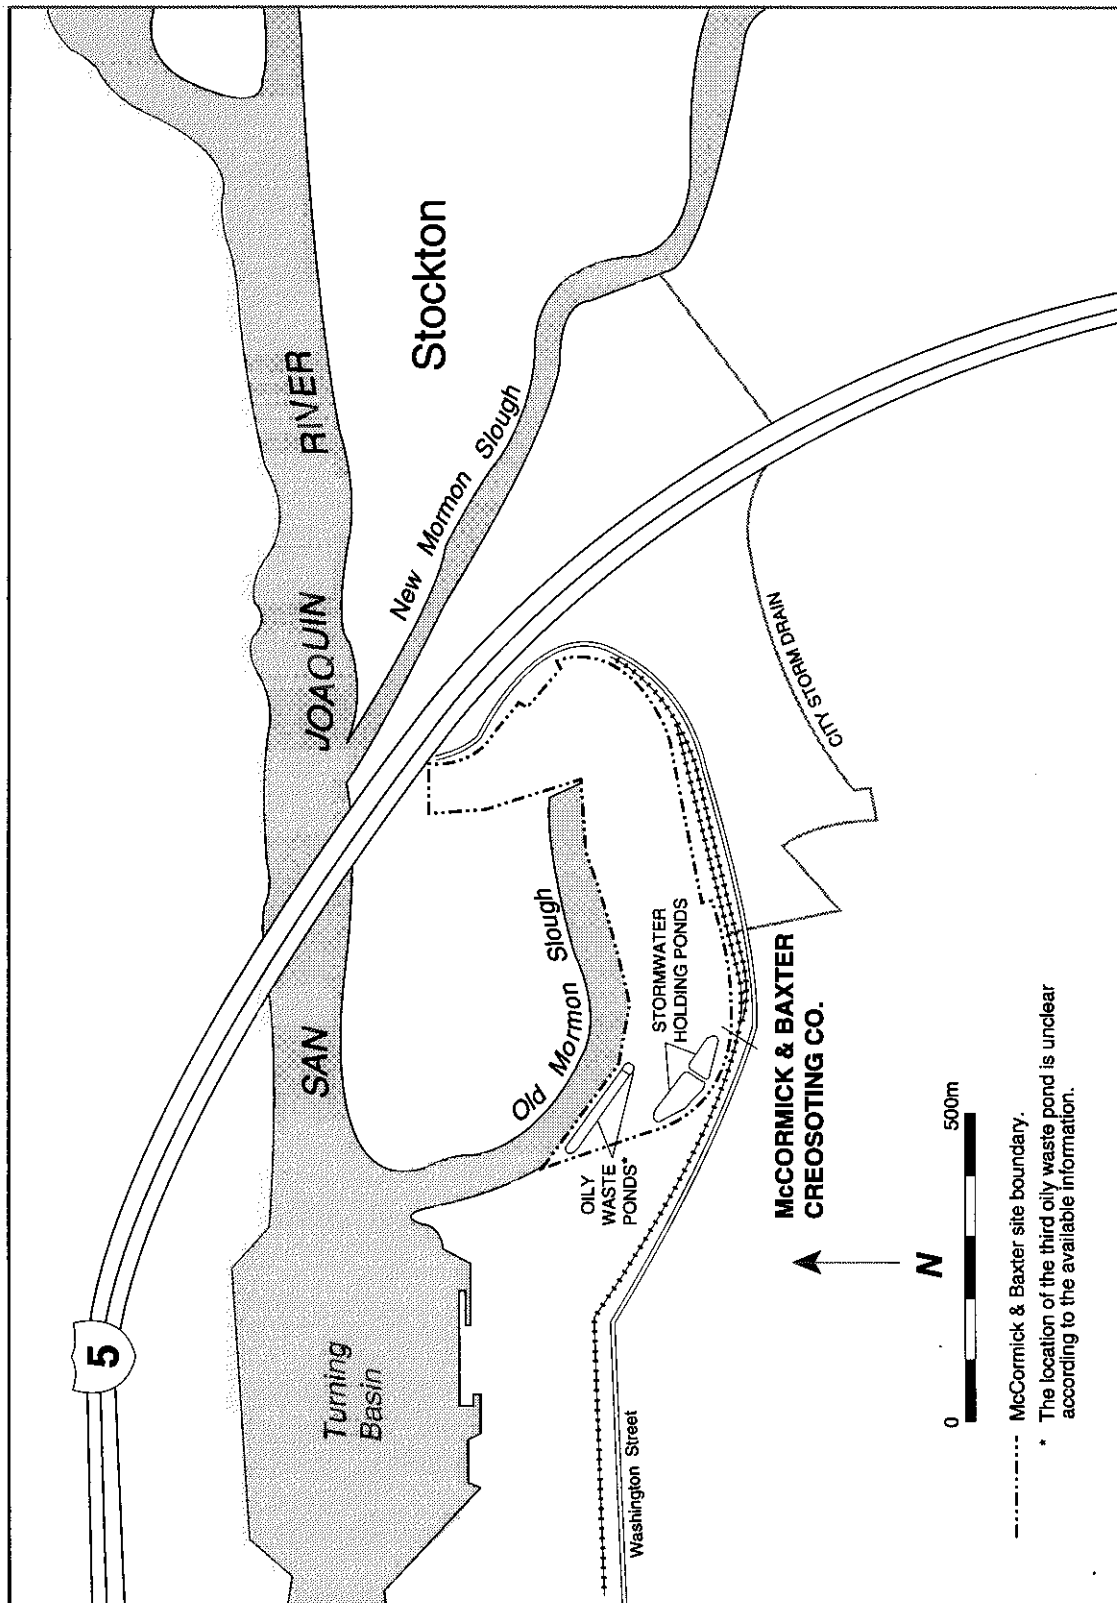 5
SAN JOAQUIN RIVER
Turning
Basin
Stockton
New Mormon Slough
Old Mormon Slough
OILY
WASTE
PONDS*
STORMWATER
HOLDING PONDS
CITY STORM DRAIN
Washington Street
McCORMICK & BAXTER
CREOSOTING CO.
N
0 500m
McCormick & Baxter site boundary.
* The location of the third oily waste pond is unclear
according to the available information.